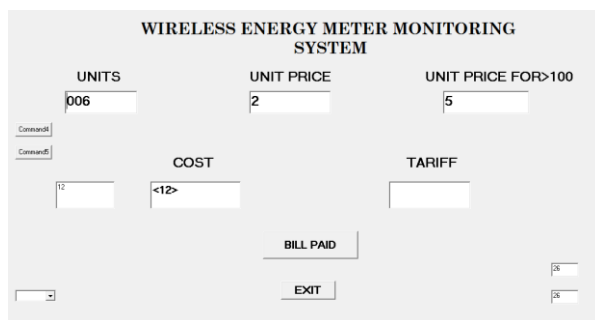 WIRELESS ENERGY METER MONITORING
SYSTEM
UNITS UNIT PRICE UNIT PRICE FOR>100
006 2 5
Command4
Command5
COST TARIFF
12 <12>
BILL PAID
26
EXIT
26